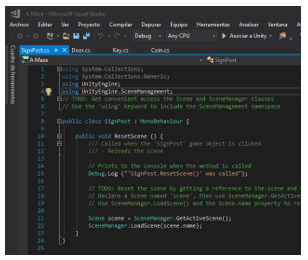 A Maze - Microsoft Visual Studio
Archivo Editar Ver Proyecto Compilar Depurar Equipo Herramientas Arquitectura Analizar Ventana
Debug Any CPU Asociar a Unity
SignPost.cs Door.cs Key.cs Coin.cs
A Maze SignPost
Cuadro de herramientas
1 using System.Collections;
2 using System.Collections.Generic;
3 using UnityEngine;
4 using UnityEngine.SceneManagement;
5 // TODO: Get convenient access the Scene and SceneManager classes
6 // Use the 'using' keyword to include the SceneManagement namespace
7
8 public class SignPost : MonoBehaviour {
9
10 public void ResetScene () {
11 /// Called when the 'SignPost' game object is clicked
12 /// - Reloads the scene
13
14 // Prints to the console when the method is called
15 Debug.Log ("'SignPost.ResetScene()' was called");
16
17 // TODO: Reset the scene by getting a reference to the scene and
18 // Declare a Scene named 'scene', then use SceneManager.GetActive
19 // Use SceneManager.LoadScene() and the Scene.name property to re
20
21 Scene scene = SceneManager.GetActiveScene();
22 SceneManager.LoadScene(scene.name);
23 }
24 }
25